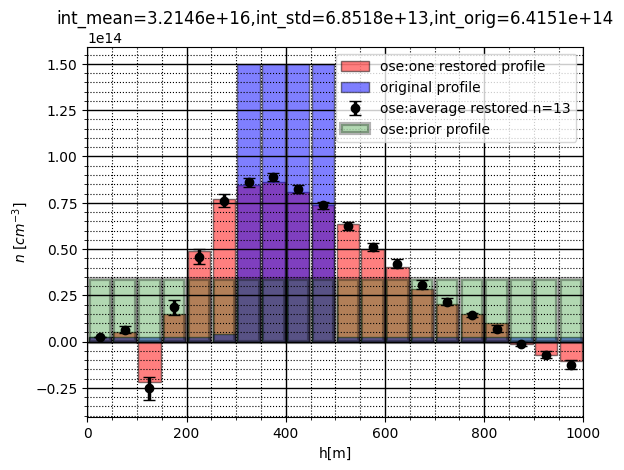 int_mean=3.2146e+16,int_std=6.8518e+13,int_orig=6.4151e+14
1e14
ose:one restored profile
original profile
ose:average restored n=13
ose:prior profile
1.50
1.25
1.00
0.75
0.50
0.25
0.00
−0.25
n [cm⁻³]
0 200 400 600 800 1000
h[m]